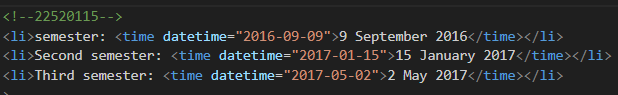 <!--22520115-->
<li>semester: <time datetime="2016-09-09">9 September 2016</time></li>
<li>Second semester: <time datetime="2017-01-15">15 January 2017</time></li>
<li>Third semester: <time datetime="2017-05-02">2 May 2017</time></li>